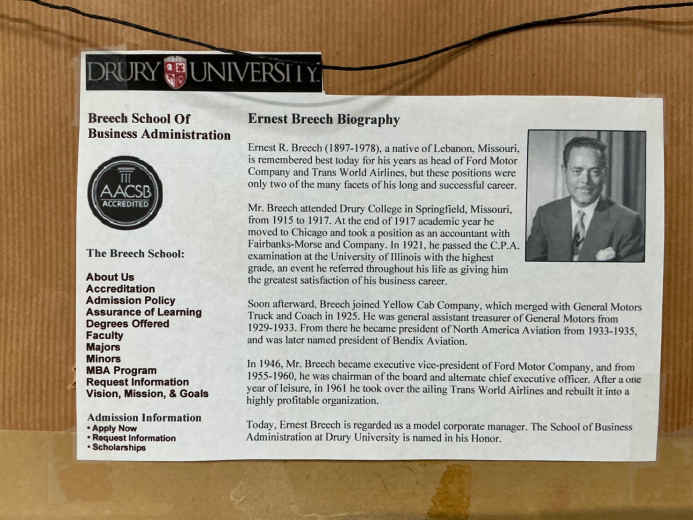 DRURY UNIVERSITY
Breech School Of
Business Administration
AACSB
ACCREDITED
The Breech School:
About Us
Accreditation
Admission Policy
Assurance of Learning
Degrees Offered
Faculty
Majors
Minors
MBA Program
Request Information
Vision, Mission, & Goals
Admission Information
• Apply Now
• Request Information
• Scholarships
Ernest Breech Biography
Ernest R. Breech (1897-1978), a native of Lebanon, Missouri,
is remembered best today for his years as head of Ford Motor
Company and Trans World Airlines, but these positions were
only two of the many facets of his long and successful career.
Mr. Breech attended Drury College in Springfield, Missouri,
from 1915 to 1917. At the end of 1917 academic year he
moved to Chicago and took a position as an accountant with
Fairbanks-Morse and Company. In 1921, he passed the C.P.A.
examination at the University of Illinois with the highest
grade, an event he referred throughout his life as giving him
the greatest satisfaction of his business career.
Soon afterward, Breech joined Yellow Cab Company, which merged with General Motors
Truck and Coach in 1925. He was general assistant treasurer of General Motors from
1929-1933. From there he became president of North America Aviation from 1933-1935,
and was later named president of Bendix Aviation.
In 1946, Mr. Breech became executive vice-president of Ford Motor Company, and from
1955-1960, he was chairman of the board and alternate chief executive officer. After a one
year of leisure, in 1961 he took over the ailing Trans World Airlines and rebuilt it into a
highly profitable organization.
Today, Ernest Breech is regarded as a model corporate manager. The School of Business
Administration at Drury University is named in his Honor.